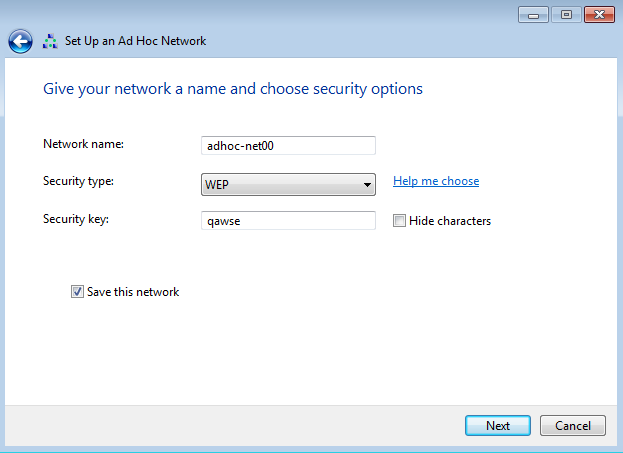 Set Up an Ad Hoc Network
Give your network a name and choose security options
Network name: adhoc-net00
Security type: WEP Help me choose
Security key: qawse Hide characters
Save this network
Next Cancel